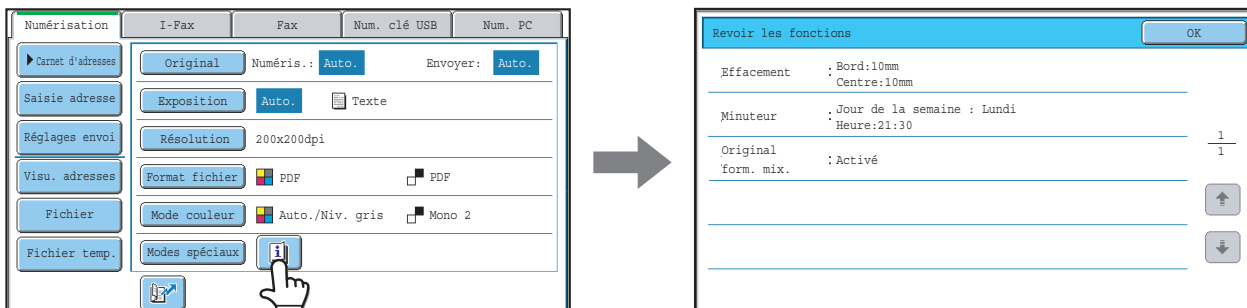 Numérisation
I-Fax
Fax
Num. clé USB
Num. PC
Carnet d'adresses
Original
Numéris.: Auto.
Envoyer: Auto.
Saisie adresse
Exposition
Auto.
Texte
Réglages envoi
Résolution
200x200dpi
Visu. adresses
Format fichier
PDF
PDF
Fichier
Mode couleur
Auto./Niv. gris
Mono 2
Fichier temp.
Modes spéciaux
Revoir les fonctions
OK
Effacement
:Bord:10mm
Centre:10mm
Minuteur
:Jour de la semaine : Lundi
Heure:21:30
Original
form. mix.
:Activé
1
1